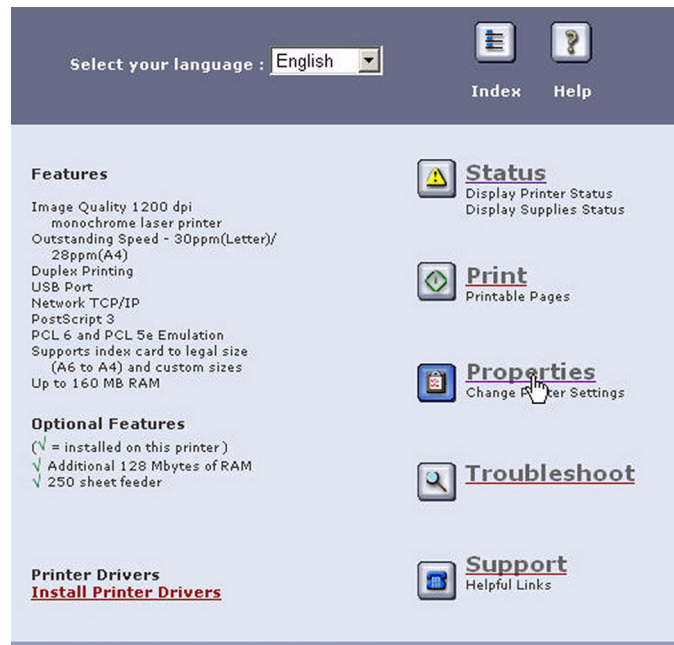 Select your language : English
Index
Help
Features
Image Quality 1200 dpi
monochrome laser printer
Outstanding Speed - 30ppm(Letter)/
28ppm(A4)
Duplex Printing
USB Port
Network TCP/IP
PostScript 3
PCL 6 and PCL 5e Emulation
Supports index card to legal size
(A6 to A4) and custom sizes
Up to 160 MB RAM
Optional Features
(√ = installed on this printer)
√ Additional 128 Mbytes of RAM
√ 250 sheet feeder
Printer Drivers
Install Printer Drivers
Status
Display Printer Status
Display Supplies Status
Print
Printable Pages
Properties
Change Printer Settings
Troubleshoot
Support
Helpful Links